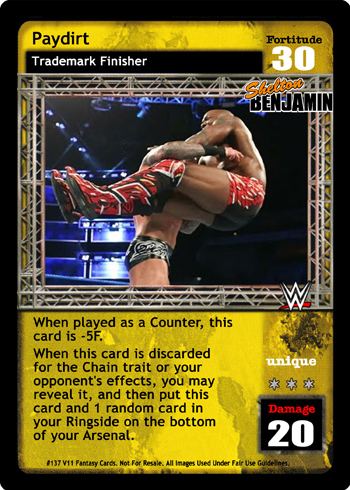 Paydirt
Fortitude
30
Trademark Finisher
Shelton
BENJAMIN
W
When played as a Counter, this
card is -5F.
When this card is discarded
for the Chain trait or your
opponent's effects, you may
reveal it, and then put this
card and 1 random card in
your Ringside on the bottom
of your Arsenal.
unique
Damage
20
#137 V11 Fantasy Cards. Not For Resale. All Images Used Under Fair Use Guidelines.